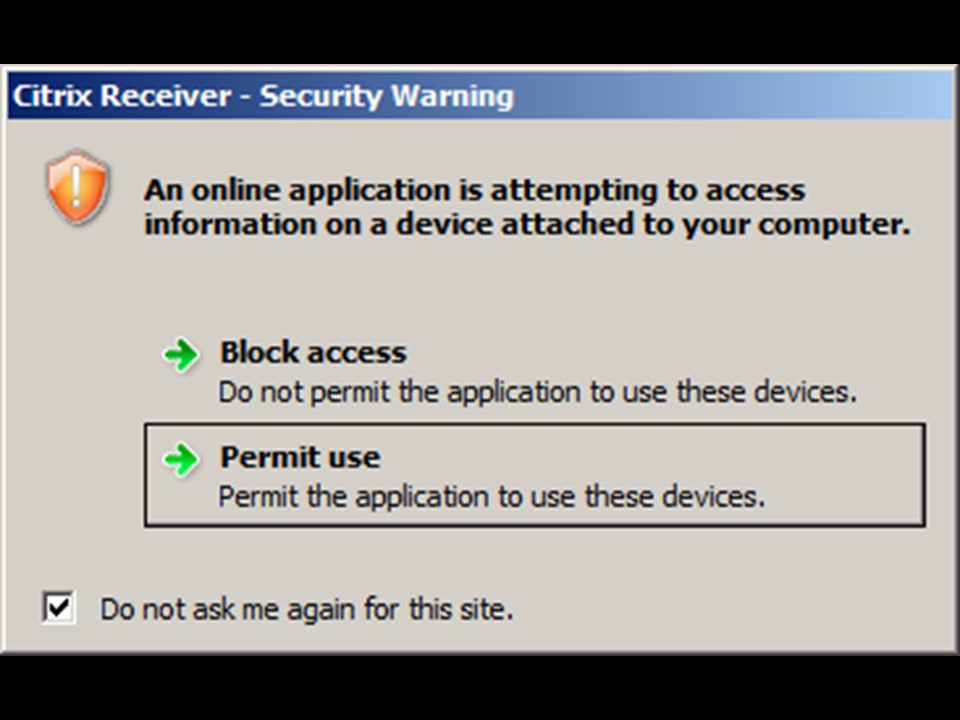 Citrix Receiver - Security Warning
An online application is attempting to access
information on a device attached to your computer.
Block access
Do not permit the application to use these devices.
Permit use
Permit the application to use these devices.
Do not ask me again for this site.